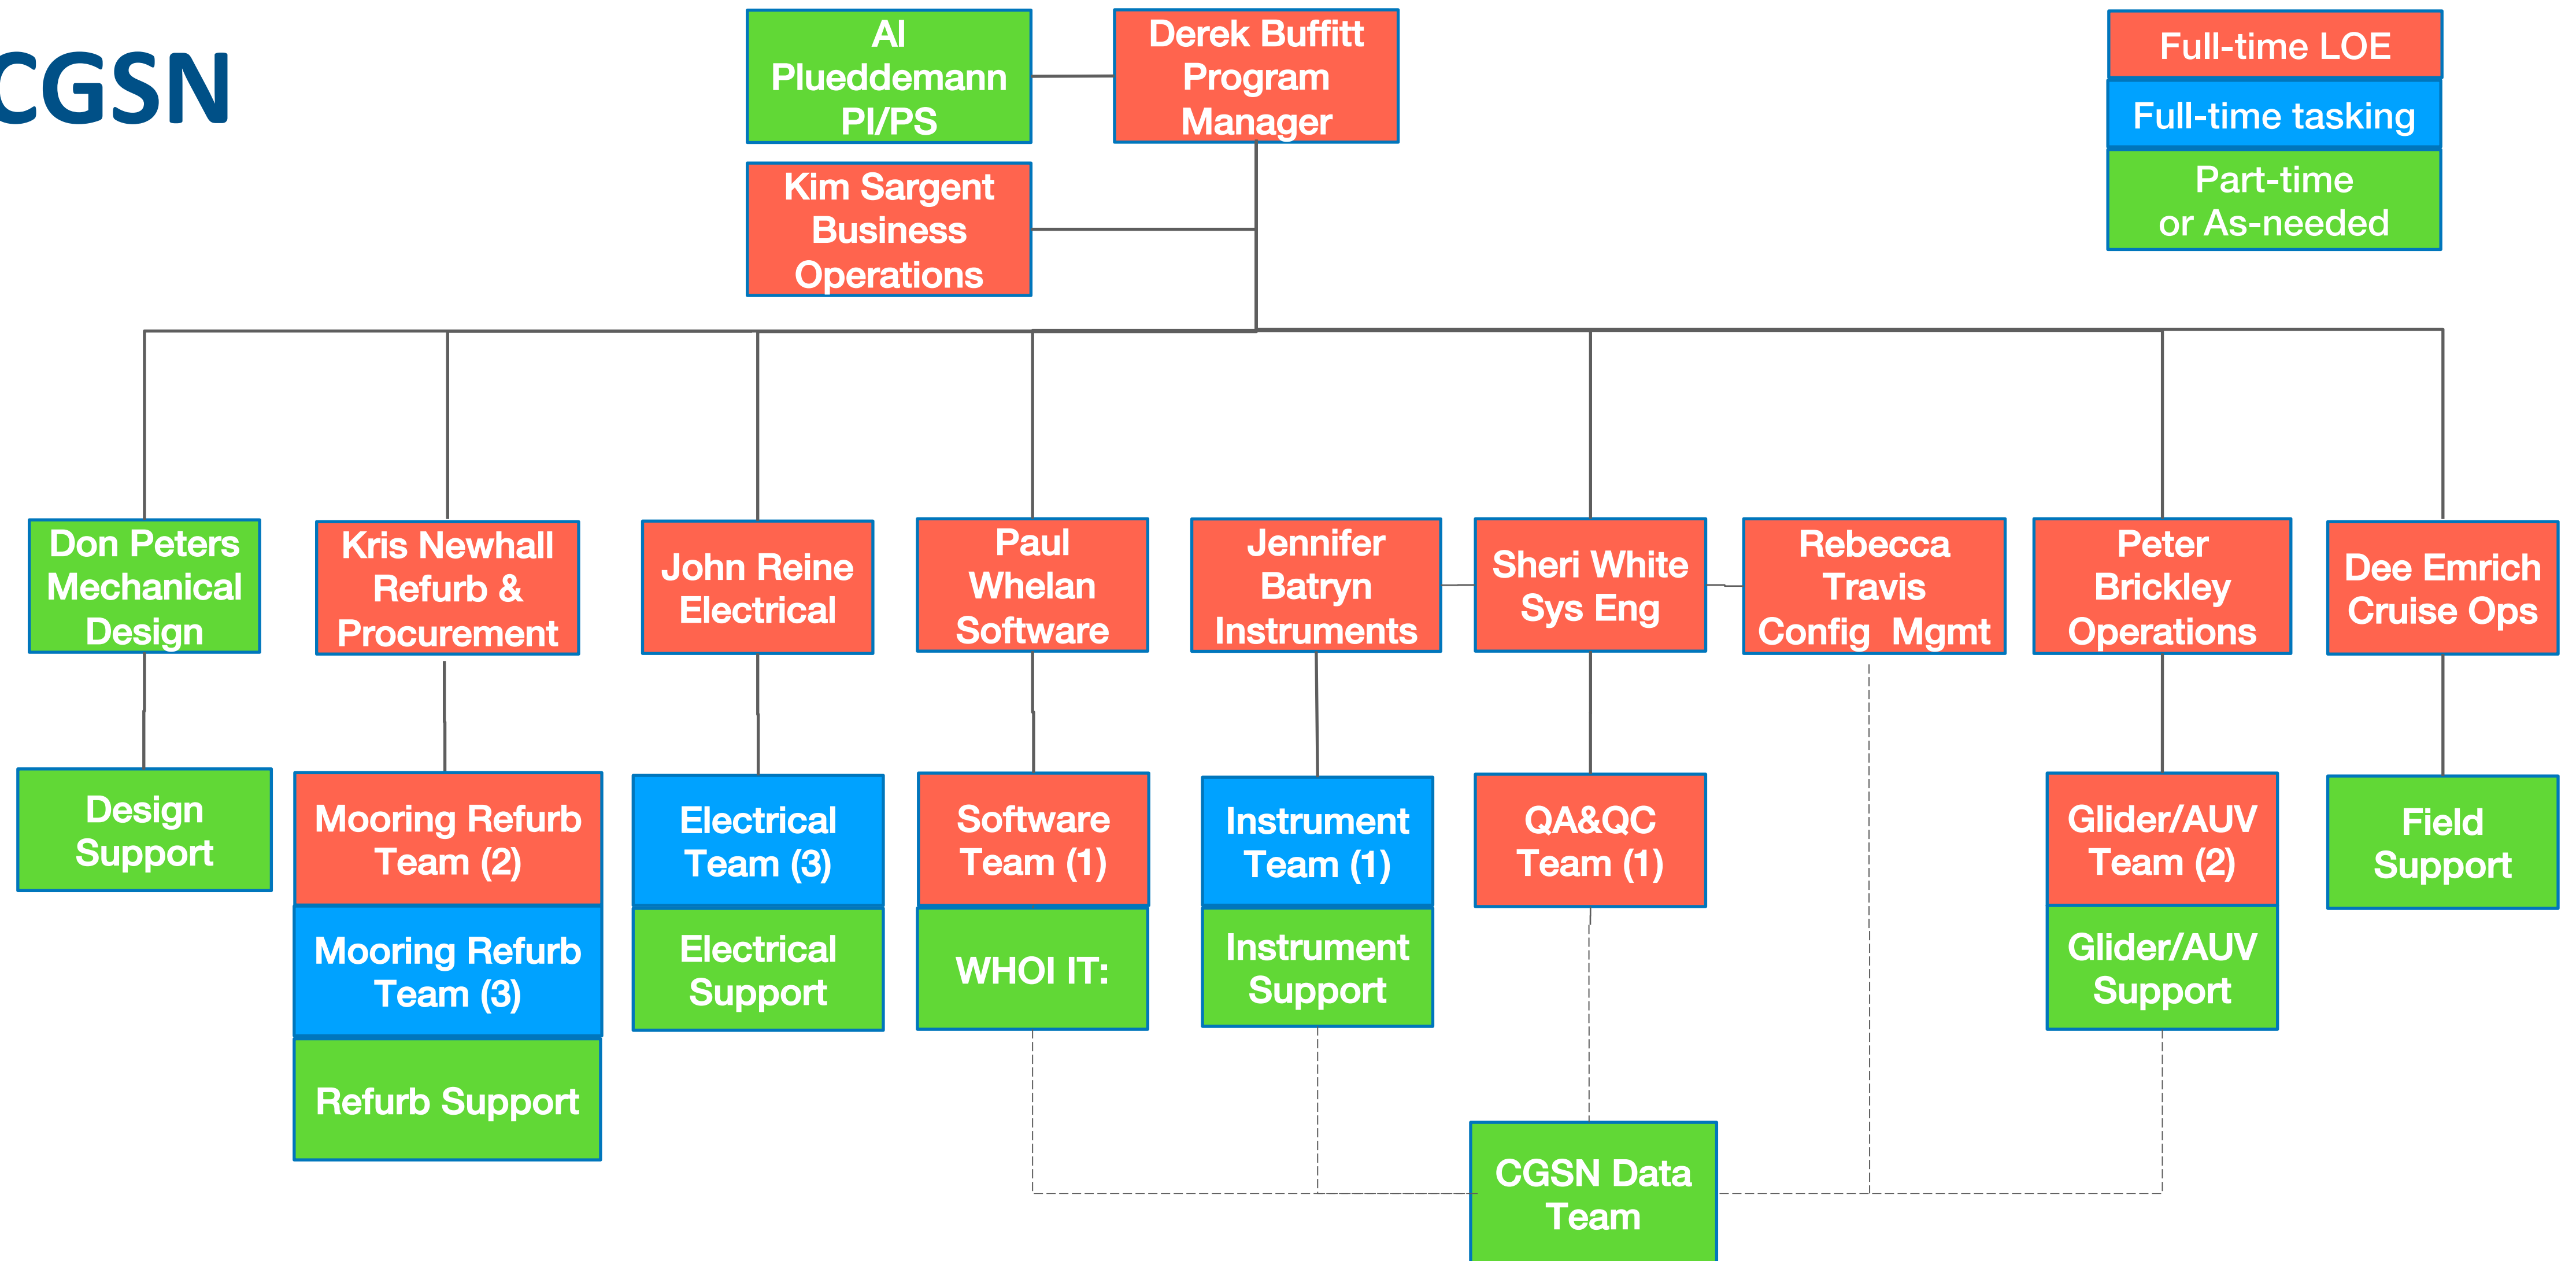 CGSN
Al
Plueddemann
PI/PS
Derek Buffitt
Program
Manager
Kim Sargent
Business
Operations
Full-time LOE
Full-time tasking
Part-time
or As-needed
Don Peters
Mechanical
Design
Kris Newhall
Refurb &
Procurement
John Reine
Electrical
Paul
Whelan
Software
Jennifer
Batryn
Instruments
Sheri White
Sys Eng
Rebecca
Travis
Config Mgmt
Peter
Brickley
Operations
Dee Emrich
Cruise Ops
Design
Support
Mooring Refurb
Team (2)
Mooring Refurb
Team (3)
Refurb Support
Electrical
Team (3)
Electrical
Support
Software
Team (1)
WHOI IT:
Instrument
Team (1)
Instrument
Support
QA&QC
Team (1)
Glider/AUV
Team (2)
Glider/AUV
Support
Field
Support
CGSN Data
Team